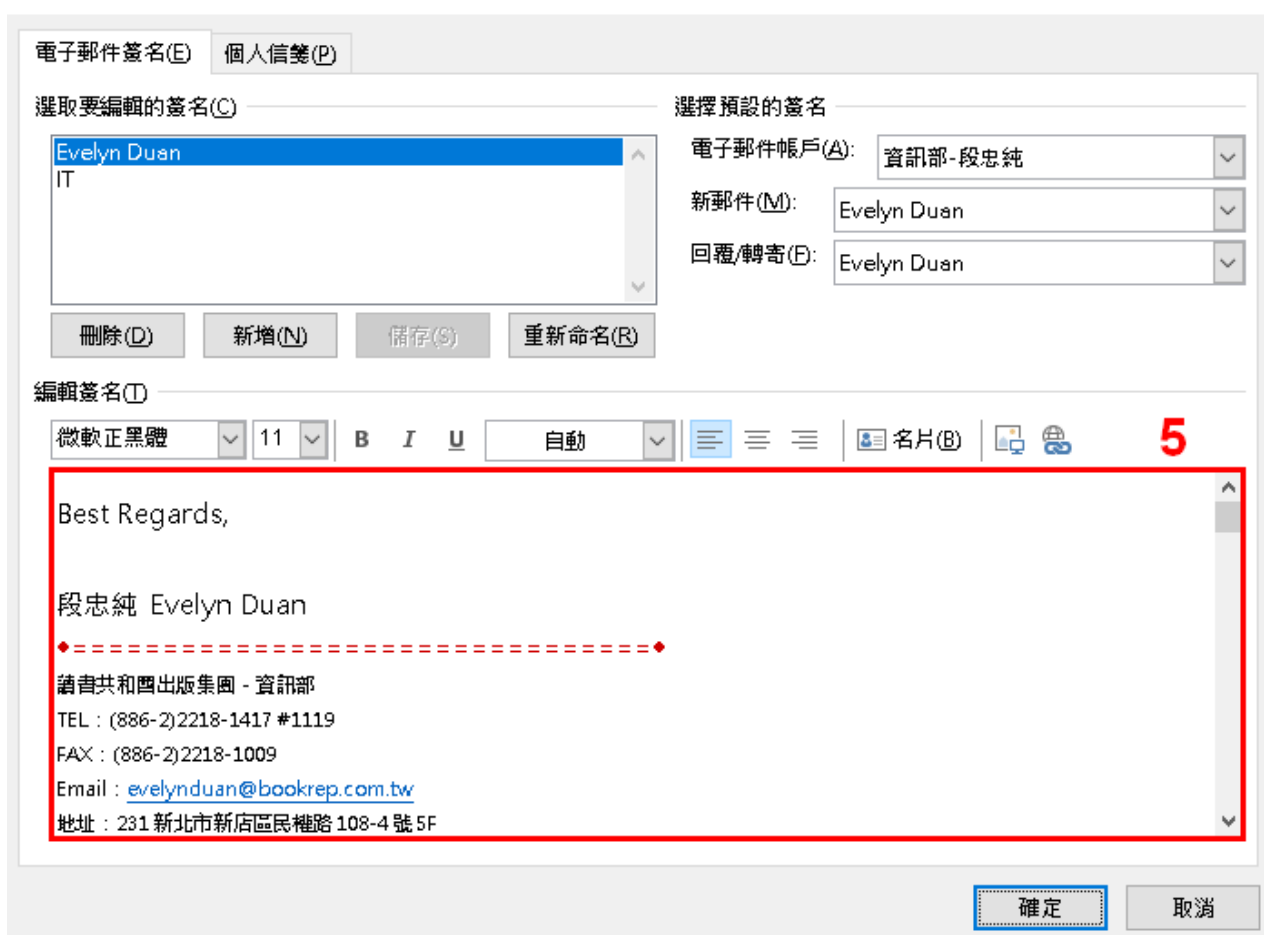 電子郵件簽名(E) 個人信箋(P)
選取要編輯的簽名(C)
Evelyn Duan
IT
刪除(D) 新增(N) 儲存(S) 重新命名(R)
選擇預設的簽名
電子郵件帳戶(A): 資訊部-段忠純
新郵件(M): Evelyn Duan
回覆/轉寄(F): Evelyn Duan
編輯簽名(T)
微軟正黑體 11 B I U 自動 名片(B) 5
Best Regards,
段忠純 Evelyn Duan
◆================================◆
讀書共和國出版集團 - 資訊部
TEL：(886-2)2218-1417 #1119
FAX：(886-2)2218-1009
Email：evelynduan@bookrep.com.tw
地址：231 新北市新店區民權路 108-4 號 5F
確定 取消